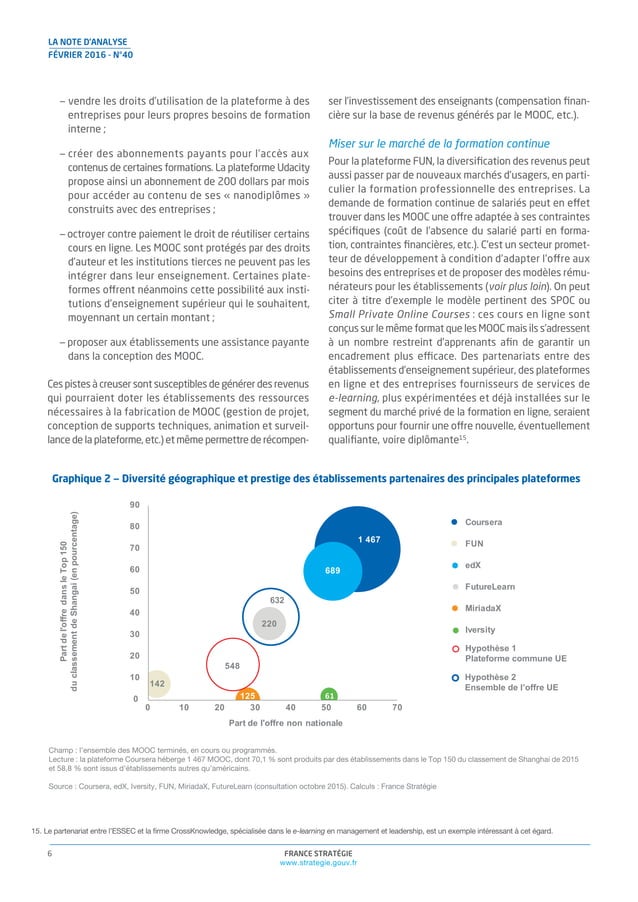 LA NOTE D'ANALYSE
FÉVRIER 2016 - N°40
– vendre les droits d'utilisation de la plateforme à des
entreprises pour leurs propres besoins de formation
interne ;
– créer des abonnements payants pour l'accès aux
contenus de certaines formations. La plateforme Udacity
propose ainsi un abonnement de 200 dollars par mois
pour accéder au contenu de ses « nanodiplômes »
construits avec des entreprises ;
– octroyer contre paiement le droit de réutiliser certains
cours en ligne. Les MOOC sont protégés par des droits
d'auteur et les institutions tierces ne peuvent pas les
intégrer dans leur enseignement. Certaines plate-
formes offrent néanmoins cette possibilité aux insti-
tutions d'enseignement supérieur qui le souhaitent,
moyennant un certain montant ;
– proposer aux établissements une assistance payante
dans la conception des MOOC.
Ces pistes à creuser sont susceptibles de générer des revenus
qui pourraient doter les établissements des ressources
nécessaires à la fabrication de MOOC (gestion de projet,
conception de supports techniques, animation et surveil-
lance de la plateforme, etc.) et même permettre de récompen-
ser l'investissement des enseignants (compensation finan-
cière sur la base de revenus générés par le MOOC, etc.).
Miser sur le marché de la formation continue
Pour la plateforme FUN, la diversification des revenus peut
aussi passer par de nouveaux marchés d'usagers, en parti-
culier la formation professionnelle des entreprises. La
demande de formation continue de salariés peut en effet
trouver dans les MOOC une offre adaptée à ses contraintes
spécifiques (coût de l'absence du salarié parti en forma-
tion, contraintes financières, etc.). C'est un secteur promet-
teur de développement à condition d'adapter l'offre aux
besoins des entreprises et de proposer des modèles rému-
nérateurs pour les établissements (voir plus loin). On peut
citer à titre d'exemple le modèle pertinent des SPOC ou
Small Private Online Courses : ces cours en ligne sont
conçus sur le même format que les MOOC mais ils s'adressent
à un nombre restreint d'apprenants afin de garantir un
encadrement plus efficace. Des partenariats entre des
établissements d'enseignement supérieur, des plateformes
en ligne et des entreprises fournisseurs de services de
e-learning, plus expérimentées et déjà installées sur le
segment du marché privé de la formation en ligne, seraient
opportuns pour fournir une offre nouvelle, éventuellement
qualifiante, voire diplômante15.
Graphique 2 – Diversité géographique et prestige des établissements partenaires des principales plateformes
Part de l'offre dans le Top 150
du classement de Shangai (en pourcentage)
90
80
70
60
50
40
30
20
10
0
1 467
689
632
220
548
142
125
61
0 10 20 30 40 50 60 70
Part de l'offre non nationale
Coursera
FUN
edX
FutureLearn
MiriadaX
Iversity
Hypothèse 1
Plateforme commune UE
Hypothèse 2
Ensemble de l'offre UE
Champ : l'ensemble des MOOC terminés, en cours ou programmés.
Lecture : la plateforme Coursera héberge 1 467 MOOC, dont 70,1 % sont produits par des établissements dans le Top 150 du classement de Shanghai de 2015
et 58,8 % sont issus d'établissements autres qu'américains.
Source : Coursera, edX, Iversity, FUN, MiriadaX, FutureLearn (consultation octobre 2015). Calculs : France Stratégie
15. Le partenariat entre l'ESSEC et la firme CrossKnowledge, spécialisée dans le e-learning en management et leadership, est un exemple intéressant à cet égard.
6
FRANCE STRATÉGIE
www.strategie.gouv.fr